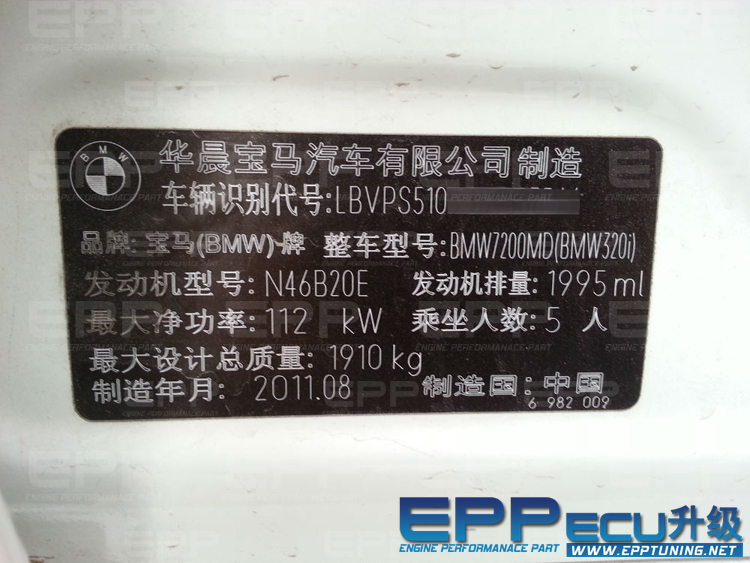 BMW
华晨宝马汽车有限公司制造
车辆识别代号:LBVPS510
品牌:宝马(BMW)牌 整车型号:BMW7200MD(BMW320i)
发动机型号:N46B20E 发动机排量:1995ml
最大净功率:112 kW 乘坐人数:5 人
最大设计总质量:1910kg
制造年月:2011.08 制造国:中国
6 982 009
EPP ECU升级
ENGINE PERFORMANACE PART WWW.EPPTUNING.NET